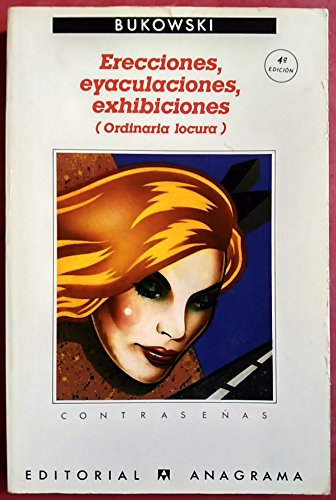 BUKOWSKI
Erecciones,
eyaculaciones,
exhibiciones
(Ordinaria locura)
4ª
EDICIÓN
CONTRASEÑAS
EDITORIAL ANAGRAMA